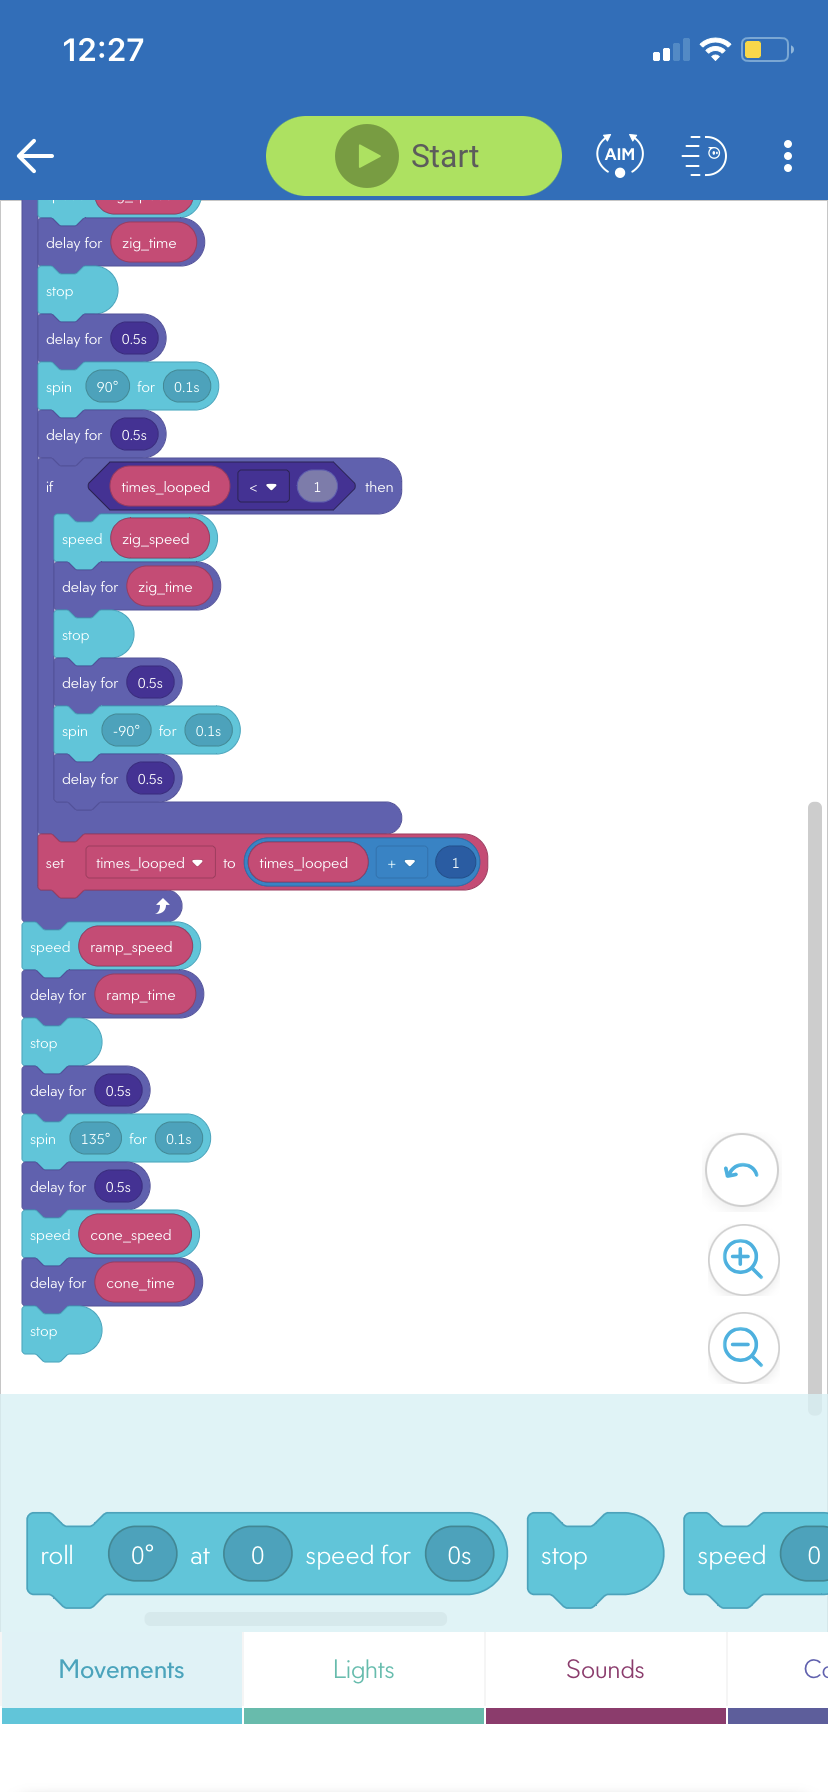 12:27
Start
AIM
delay for zig_time
stop
delay for 0.5s
spin 90° for 0.1s
delay for 0.5s
if times_looped < 1 then
speed zig_speed
delay for zig_time
stop
delay for 0.5s
spin -90° for 0.1s
delay for 0.5s
set times_looped to times_looped + 1
speed ramp_speed
delay for ramp_time
stop
delay for 0.5s
spin 135° for 0.1s
delay for 0.5s
speed cone_speed
delay for cone_time
stop
roll 0° at 0 speed for 0s
stop
speed 0
Movements
Lights
Sounds